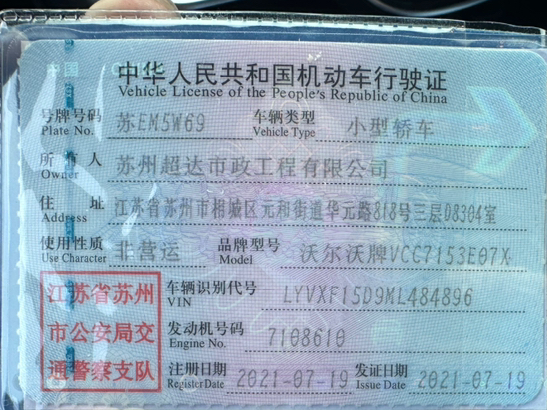 中华人民共和国机动车行驶证
Vehicle License of the People's Republic of China
号牌号码 苏EM5W69 车辆类型 小型轿车
Plate No. Vehicle Type
所有人 苏州超达市政工程有限公司
Owner
住址 江苏省苏州市相城区元和街道华元路818号三层D8304室
Address
使用性质 非营运 品牌型号 沃尔沃牌VCC7153E07X
Use Character Model
江苏省苏州 车辆识别代号 LYVXF15D9ML484896
VIN
市公安局交 发动机号码 7108610
Engine No.
通警察支队 注册日期 2021-07-19 发证日期 2021-07-19
Register Date Issue Date